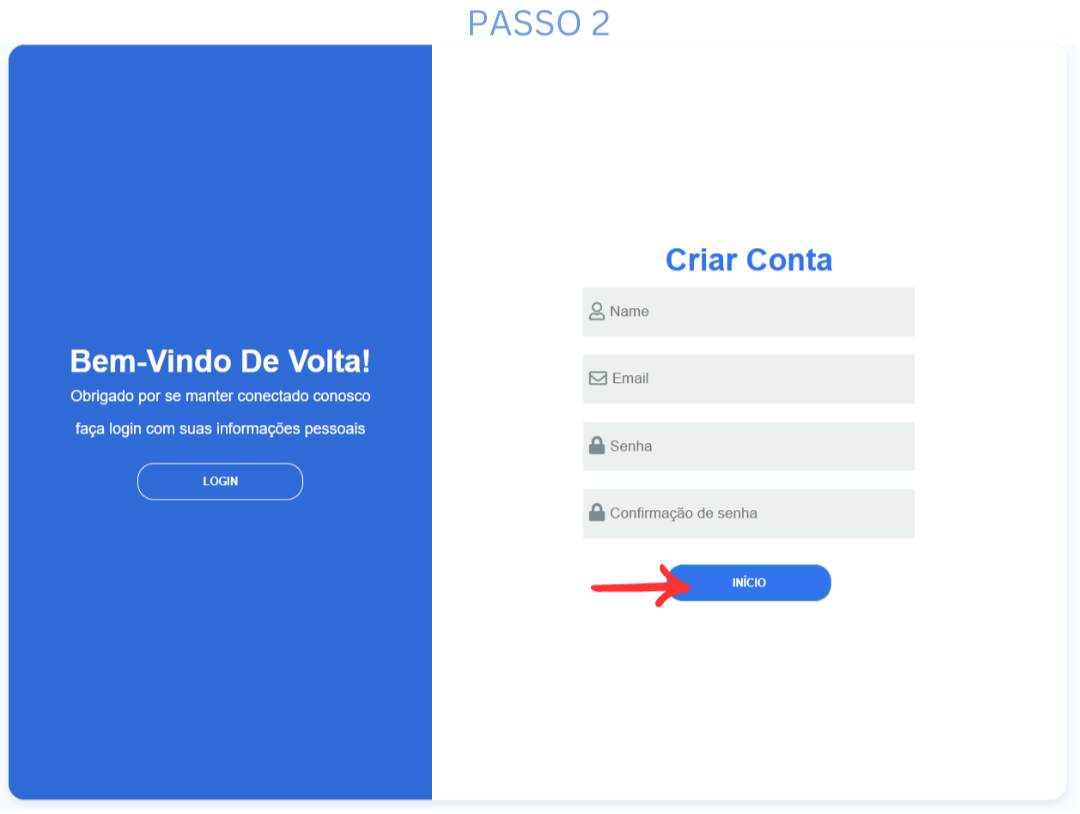 PASSO 2
Bem-Vindo De Volta!
Obrigado por se manter conectado conosco
faça login com suas informações pessoais
LOGIN
Criar Conta
Name
Email
Senha
Confirmação de senha
INÍCIO